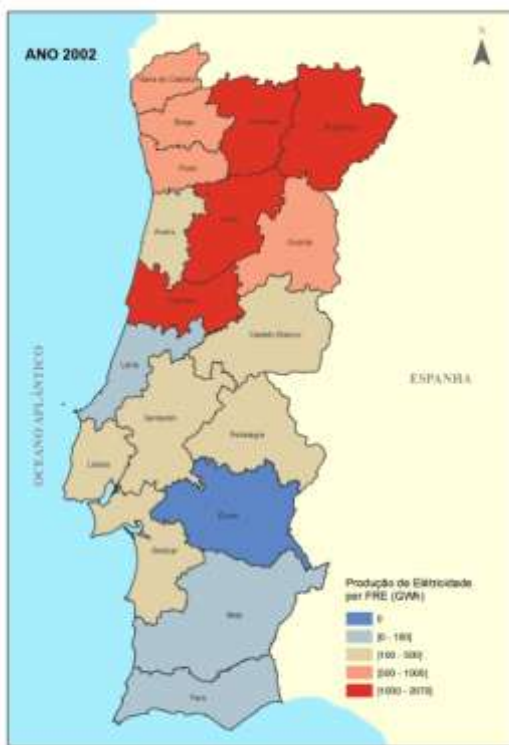 N
ANO 2002
Viana do Castelo
Braga
Porto
Vila Real
Bragança
Aveiro
Viseu
Guarda
Coimbra
Castelo Branco
Leiria
Santarém
Portalegre
Lisboa
Évora
Setúbal
Beja
Faro
ESPANHA
OCEANO ATLÂNTICO
Produção de Eletricidade
por FRE (GWh)
0
]0 - 100]
]100 - 500]
]500 - 1000]